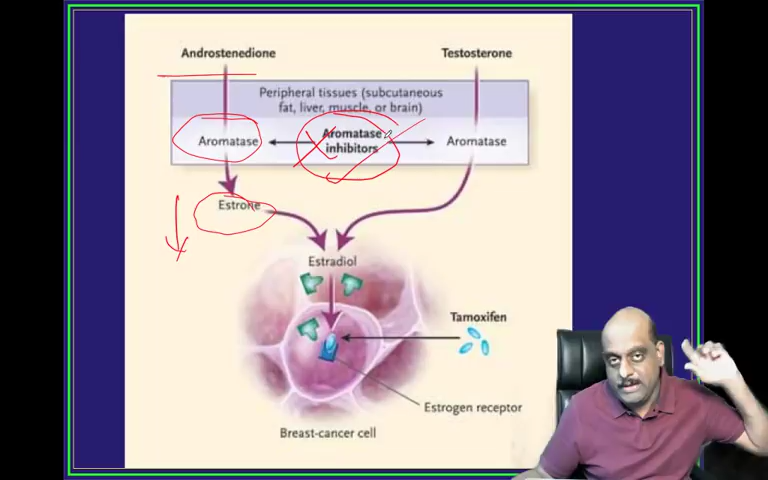 Androstenedione
Testosterone
Peripheral tissues (subcutaneous
fat, liver, muscle, or brain)
Aromatase
Aromatase
inhibitors
Aromatase
Estrone
Estradiol
Tamoxifen
Estrogen receptor
Breast-cancer cell